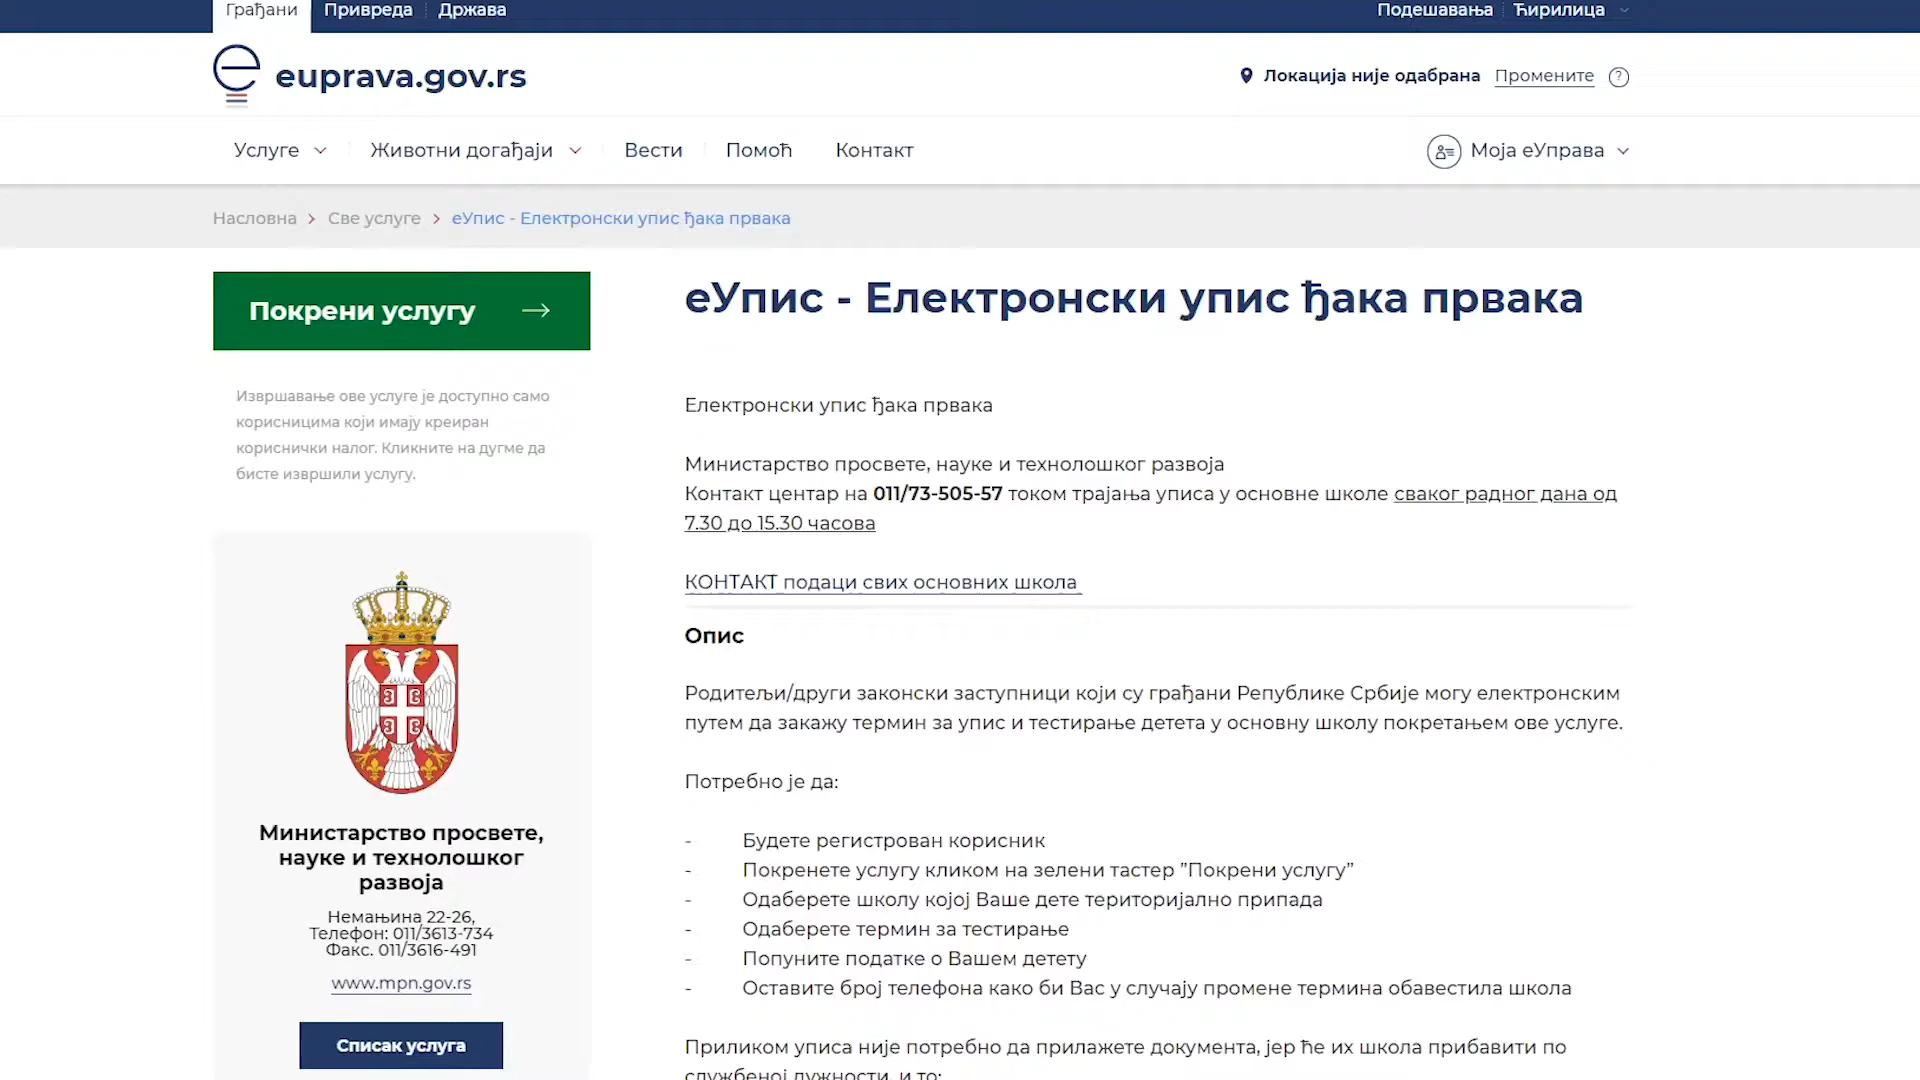 Грађани Привреда Држава Подешавања Ћирилица
euprava.gov.rs Локација није одабрана Промените ?
Услуге Животни догађаји Вести Помоћ Контакт Моја еУправа
Насловна > Све услуге > еУпис - Електронски упис ђака првака
Покрени услугу →
Извршавање ове услуге је доступно само
корисницима који имају креиран
кориснички налог. Кликните на дугме да
бисте извршили услугу.
Министарство просвете,
науке и технолошког
развоја
Немањина 22-26,
Телефон: 011/3613-734
Факс. 011/3616-491
www.mpn.gov.rs
Списак услуга
еУпис - Електронски упис ђака првака
Електронски упис ђака првака
Министарство просвете, науке и технолошког развоја
Контакт центар на 011/73-505-57 током трајања уписа у основне школе сваког радног дана од
7.30 до 15.30 часова
КОНТАКТ подаци свих основних школа
Опис
Родитељи/други законски заступници који су грађани Републике Србије могу електронским
путем да закажу термин за упис и тестирање детета у основну школу покретањем ове услуге.
Потребно је да:
- Будете регистрован корисник
- Покренете услугу кликом на зелени тастер ”Покрени услугу”
- Одаберете школу којој Ваше дете територијално припада
- Одаберете термин за тестирање
- Попуните податке о Вашем детету
- Оставите број телефона како би Вас у случају промене термина обавестила школа
Приликом уписа није потребно да прилажете документа, јер ће их школа прибавити по
службеној дужности, и то: